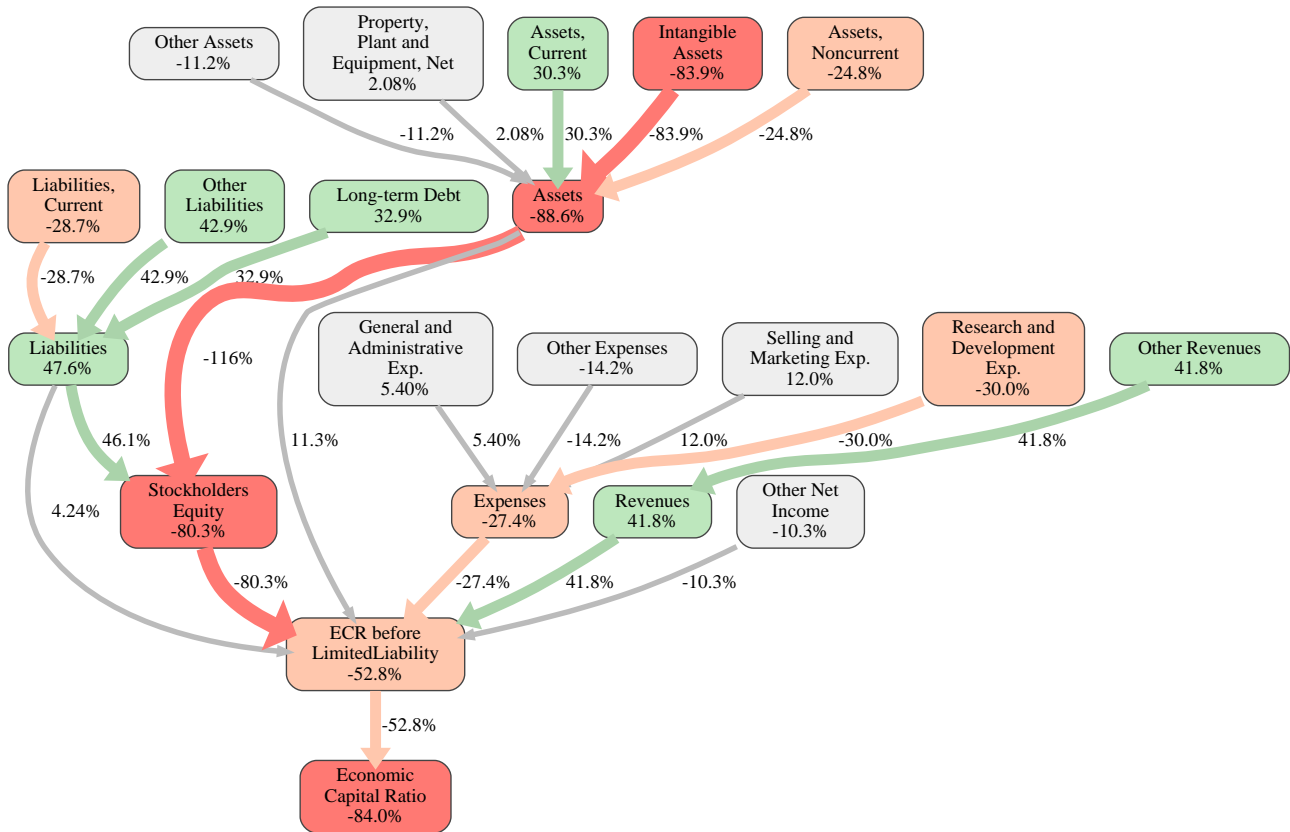 Other Assets
-11.2%
Property,
Plant and
Equipment, Net
2.08%
Assets,
Current
30.3%
Intangible
Assets
-83.9%
Assets,
Noncurrent
-24.8%
-11.2%
2.08%
30.3%
-83.9%
-24.8%
Liabilities,
Current
-28.7%
Other
Liabilities
42.9%
Long-term Debt
32.9%
Assets
-88.6%
-28.7%
42.9%
32.9%
Liabilities
47.6%
-116%
General and
Administrative
Exp.
5.40%
Other Expenses
-14.2%
Selling and
Marketing Exp.
12.0%
Research and
Development
Exp.
-30.0%
Other Revenues
41.8%
46.1%
11.3%
5.40%
-14.2%
12.0%
-30.0%
41.8%
4.24%
Stockholders
Equity
-80.3%
Expenses
-27.4%
Revenues
41.8%
Other Net
Income
-10.3%
-80.3%
-27.4%
41.8%
-10.3%
ECR before
LimitedLiability
-52.8%
-52.8%
Economic
Capital Ratio
-84.0%